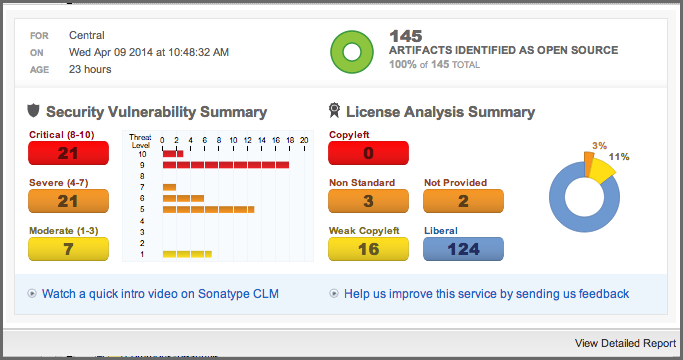 FOR Central
ON Wed Apr 09 2014 at 10:48:32 AM
AGE 23 hours
145
ARTIFACTS IDENTIFIED AS OPEN SOURCE
100% of 145 TOTAL
Security Vulnerability Summary
Critical (8-10)
21
Severe (4-7)
21
Moderate (1-3)
7
Threat
Level
0 2 4 6 8 10 12 14 16 18 20
10
9
8
7
6
5
4
3
2
1
License Analysis Summary
Copyleft
0
Non Standard Not Provided
3 2
Weak Copyleft Liberal
16 124
3%
11%
Watch a quick intro video on Sonatype CLM
Help us improve this service by sending us feedback
View Detailed Report